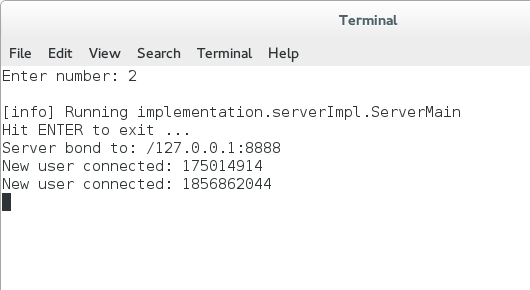 Terminal
File Edit View Search Terminal Help
Enter number: 2
[info] Running implementation.serverImpl.ServerMain
Hit ENTER to exit ...
Server bond to: /127.0.0.1:8888
New user connected: 175014914
New user connected: 1856862044